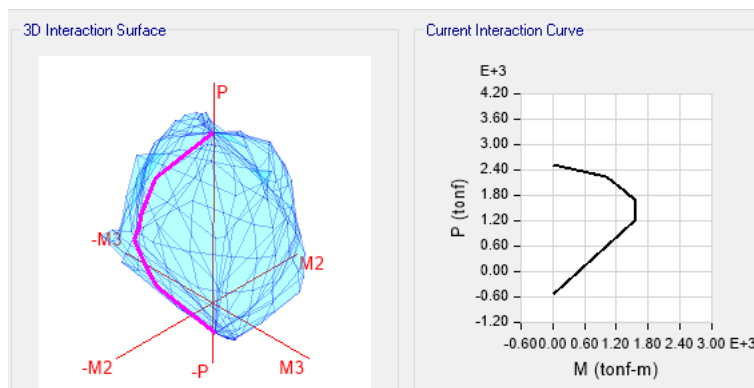 3D Interaction Surface
P
-M3
M2
-M2
-P
M3
Current Interaction Curve
E+3
4.20
3.60
3.00
2.40
1.80
1.20
0.60
0.00
-0.60
-1.20
P (tonf)
-0.600.00 0.60 1.20 1.80 2.40 3.00 E+3
M (tonf-m)